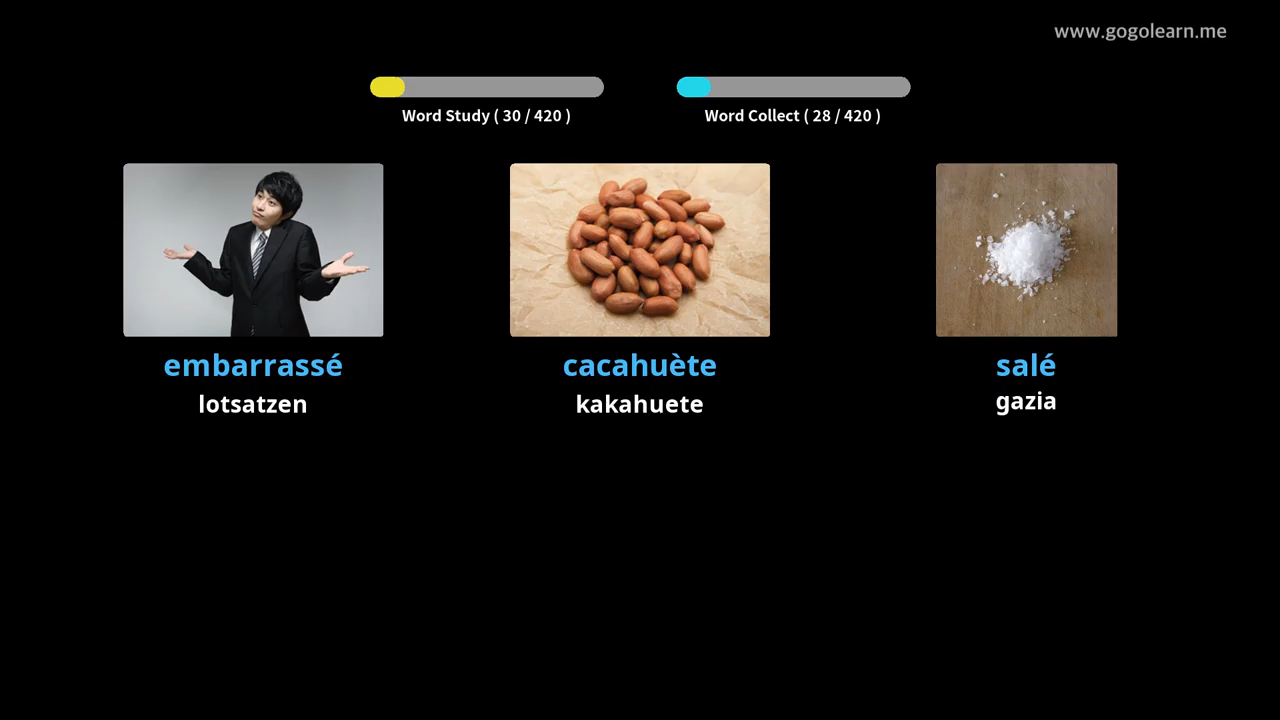 www.gogolearn.me
Word Study ( 30 / 420 )
Word Collect ( 28 / 420 )
embarrassé
lotsatzen
cacahuète
kakahuete
salé
gazia